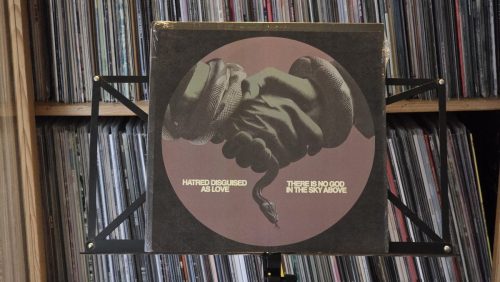 HATRED DISGUISED
AS LOVE
THERE IS NO GOD
IN THE SKY ABOVE